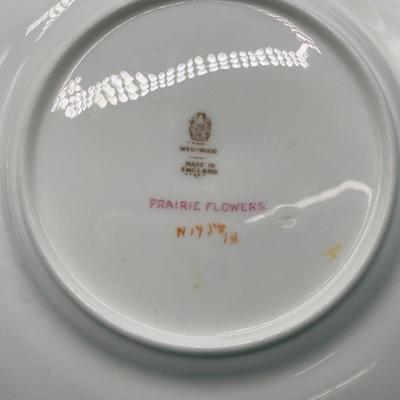 WEDGWOOD
MADE IN
ENGLAND
PRAIRIE FLOWERS